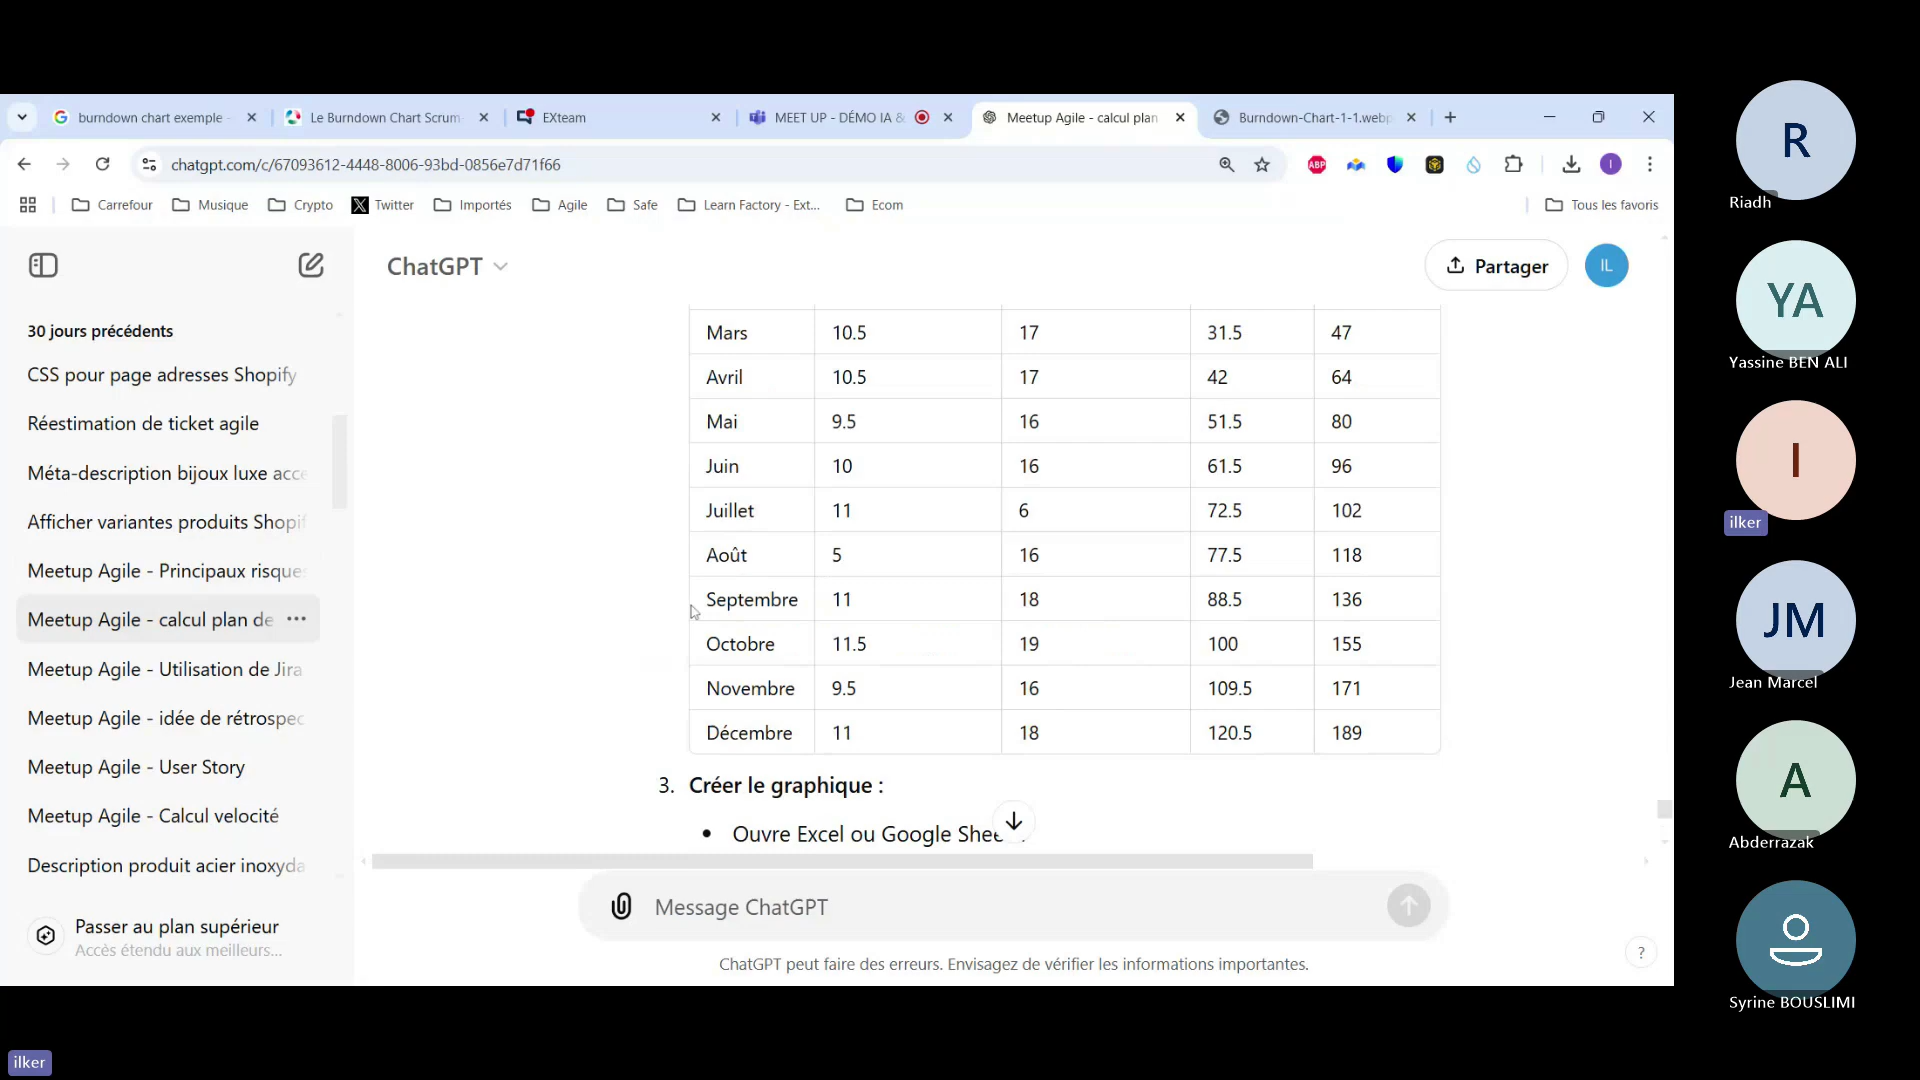 burndown chart exemple
Le Burndown Chart Scrum
EXteam
MEET UP - DÉMO IA &
Meetup Agile - calcul plan
Burndown-Chart-1-1.webp
chatgpt.com/c/67093612-4448-8006-93bd-0856e7d71f66
ABP
I
Carrefour
Musique
Crypto
Twitter
Importés
Agile
Safe
Learn Factory - Ext...
Ecom
Tous les favoris
ChatGPT
Partager
IL
30 jours précédents
CSS pour page adresses Shopify
Réestimation de ticket agile
Méta-description bijoux luxe acce
Afficher variantes produits Shopif
Meetup Agile - Principaux risques
Meetup Agile - calcul plan de
Meetup Agile - Utilisation de Jira
Meetup Agile - idée de rétrospec
Meetup Agile - User Story
Meetup Agile - Calcul velocité
Description produit acier inoxyda
Passer au plan supérieur
Accès étendu aux meilleurs...
Mars 10.5 17 31.5 47
Avril 10.5 17 42 64
Mai 9.5 16 51.5 80
Juin 10 16 61.5 96
Juillet 11 6 72.5 102
Août 5 16 77.5 118
Septembre 11 18 88.5 136
Octobre 11.5 19 100 155
Novembre 9.5 16 109.5 171
Décembre 11 18 120.5 189
3. Créer le graphique :
• Ouvre Excel ou Google Shee
Message ChatGPT
ChatGPT peut faire des erreurs. Envisagez de vérifier les informations importantes.
?
R
Riadh
YA
Yassine BEN ALI
I
ilker
JM
Jean Marcel
A
Abderrazak
Syrine BOUSLIMI
ilker